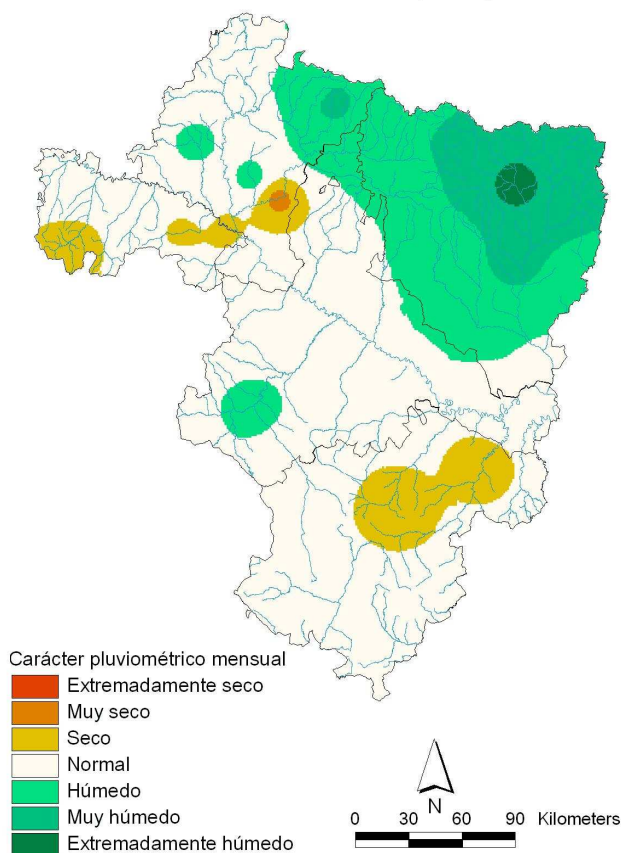 Carácter pluviométrico mensual
Extremadamente seco
Muy seco
Seco
Normal
Húmedo
Muy húmedo
Extremadamente húmedo
N
0 30 60 90 Kilometers